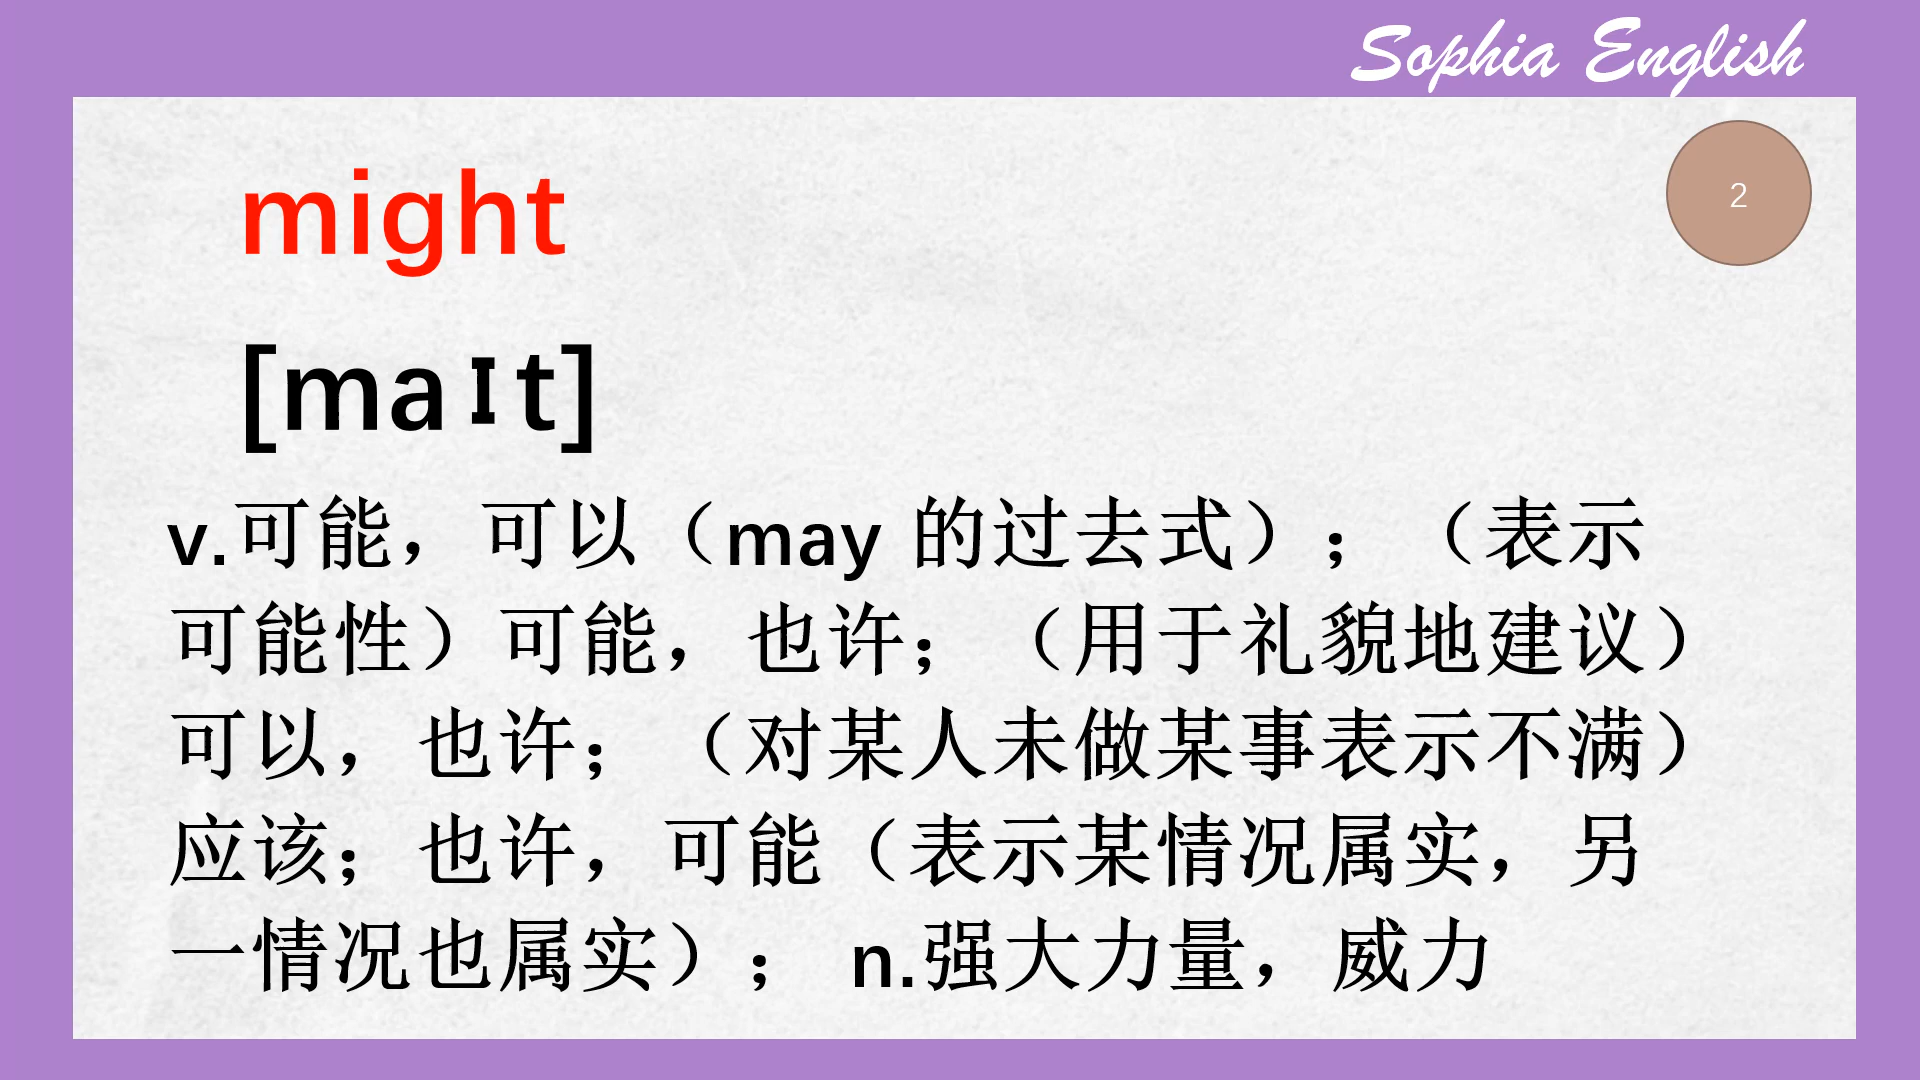 Sophia English
2
might
[maɪt]
v.可能，可以（may 的过去式）；（表示
可能性）可能，也许；（用于礼貌地建议）
可以，也许；（对某人未做某事表示不满）
应该；也许，可能（表示某情况属实，另
一情况也属实）； n.强大力量，威力